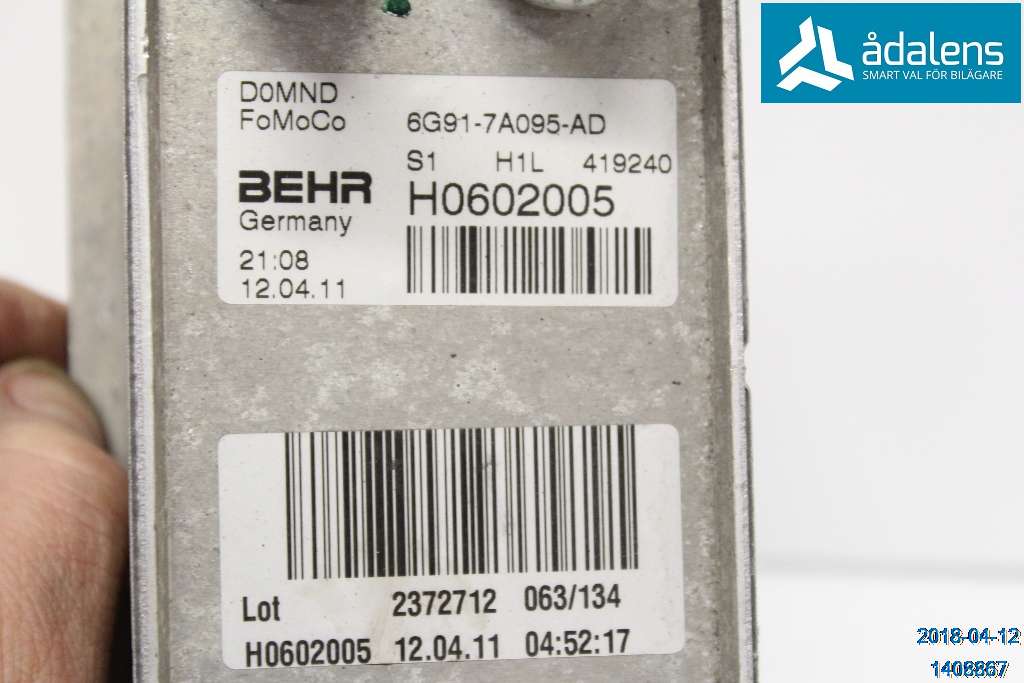 ådalens
SMART VAL FÖR BILÄGARE
D0MND
FoMoCo 6G91-7A095-AD
S1 H1L 419240
BEHR H0602005
Germany
21:08
12.04.11
Lot 2372712 063/134
H0602005 12.04.11 04:52:17
2018-04-12
1406867